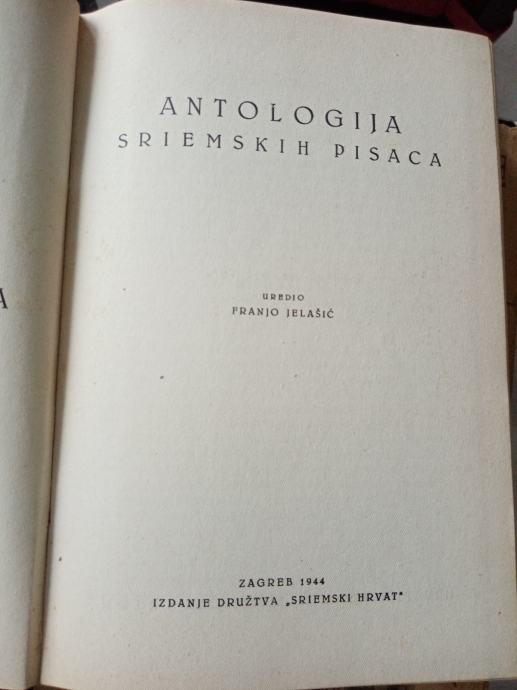 ANTOLOGIJA
SRIEMSKIH PISACA
UREDIO
FRANJO JELAŠIĆ
ZAGREB 1944
IZDANJE DRUŽTVA „SRIEMSKI HRVAT"
A